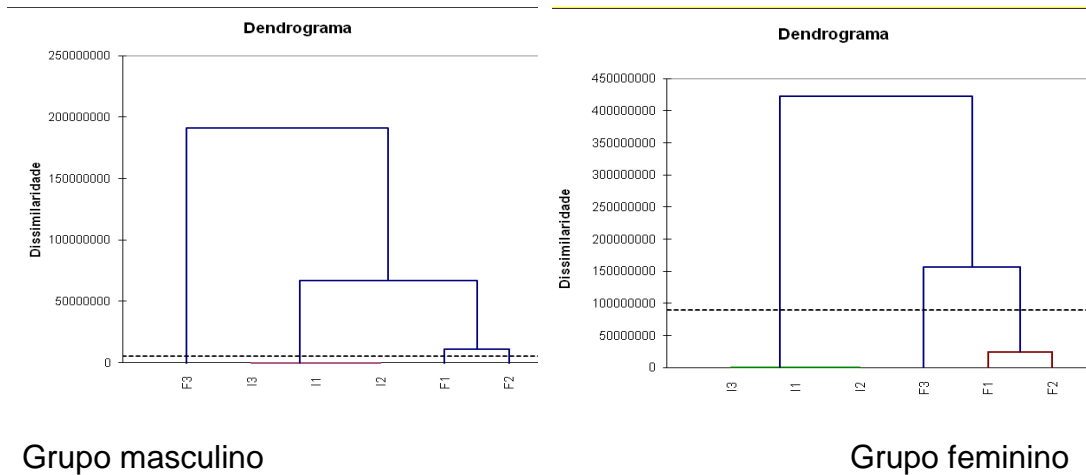 Dendrograma
250000000
200000000
150000000
100000000
50000000
0
Dissimilaridade
F3
I3
I1
I2
F1
F2
Dendrograma
450000000
400000000
350000000
300000000
250000000
200000000
150000000
100000000
50000000
0
Dissimilaridade
I3
I1
I2
F3
F1
F2
Grupo masculino
Grupo feminino